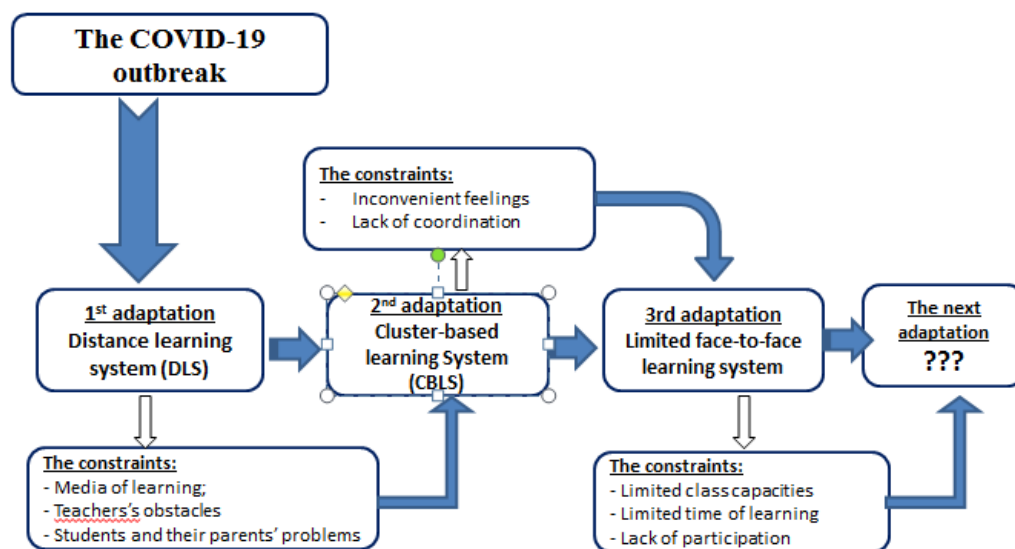 The COVID-19
outbreak
The constraints:
- Inconvenient feelings
- Lack of coordination
1st adaptation
Distance learning
system (DLS)
2nd adaptation
Cluster-based
learning System
(CBLS)
3rd adaptation
Limited face-to-face
learning system
The next
adaptation
???
The constraints:
- Media of learning;
- Teachers's obstacles
- Students and their parents' problems
The constraints:
- Limited class capacities
- Limited time of learning
- Lack of participation